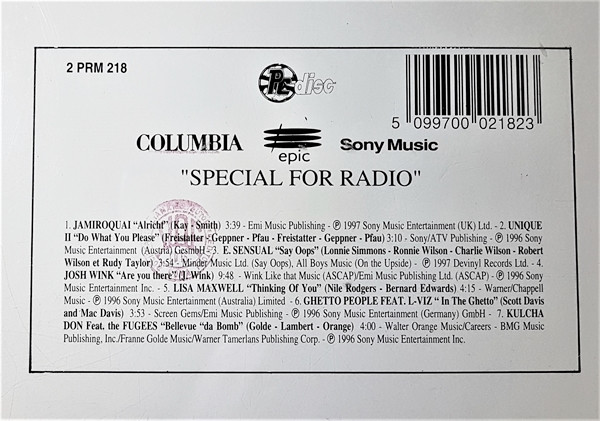 2 PRM 218
PL disc
5 099700 021823
COLUMBIA epic Sony Music
"SPECIAL FOR RADIO"
1. JAMIROQUAI "Alricht" (Kay Smith) 3:39 - Emi Music Publishing - ℗ 1997 Sony Music Entertainment (UK) Ltd. - 2. UNIQUE
II "Do What You Please" (Freistatter - Geppner - Pfau - Freistatter - Geppner - Pfau) 3:10 - Sony/ATV Publishing - ℗ 1996 Sony
Music Entertainment (Austria) GesmbH - 3. E. SENSUAL "Say Oops" (Lonnie Simmons - Ronnie Wilson - Charlie Wilson - Robert
Wilson et Rudy Taylor) 3:54 - Minder Music Ltd. (Say Oops), All Boys Music (On the Upside) - ℗ 1997 Devinyl Records Ltd. - 4.
JOSH WINK "Are you there" (J. Wink) 9:48 - Wink Like that Music (ASCAP)/Emi Music Publishing Ltd. (ASCAP) - ℗ 1996 Sony
Music Entertainment - 5. LISA MAXWELL "Thinking of You" (Nile Rodgers - Bernard Edwards) 4:15 - Warner/Chappell
Music - ℗ 1996 Sony Music Entertainment (Australia) Limited - 6. GHETTO PEOPLE FEAT. L-VIZ " In The Ghetto" (Scott Davis
and Mac Davis) 3:53 - Screen Gems/Emi Music Publishing - ℗ 1996 Sony Music Entertainment (Germany) GmbH - 7. KULCHA
DON Feat. the FUGEES "Bellevue "da Bomb" (Golde - Lambert - Orange) 4:00 - Walter Orange Music/Careers - BMG Music
Publishing, Inc./Franne Golde Music/Warner Tamerlans Publishing Corp. - ℗ 1996 Sony Music Entertainment Inc.